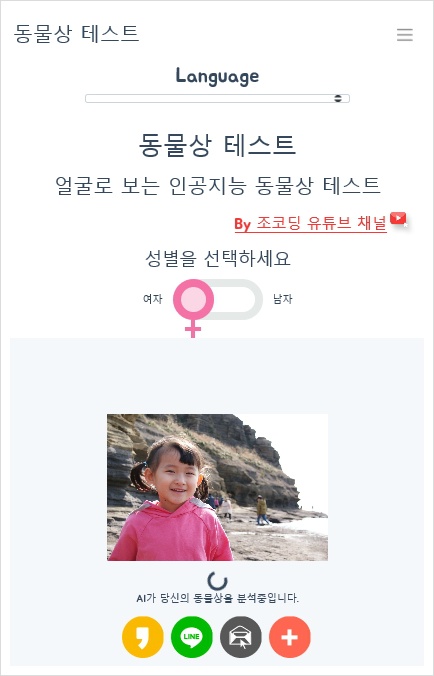 동물상 테스트
Language
동물상 테스트
얼굴로 보는 인공지능 동물상 테스트
By 조코딩 유튜브 채널
성별을 선택하세요
여자 남자
AI가 당신의 동물상을 분석중입니다.
LINE